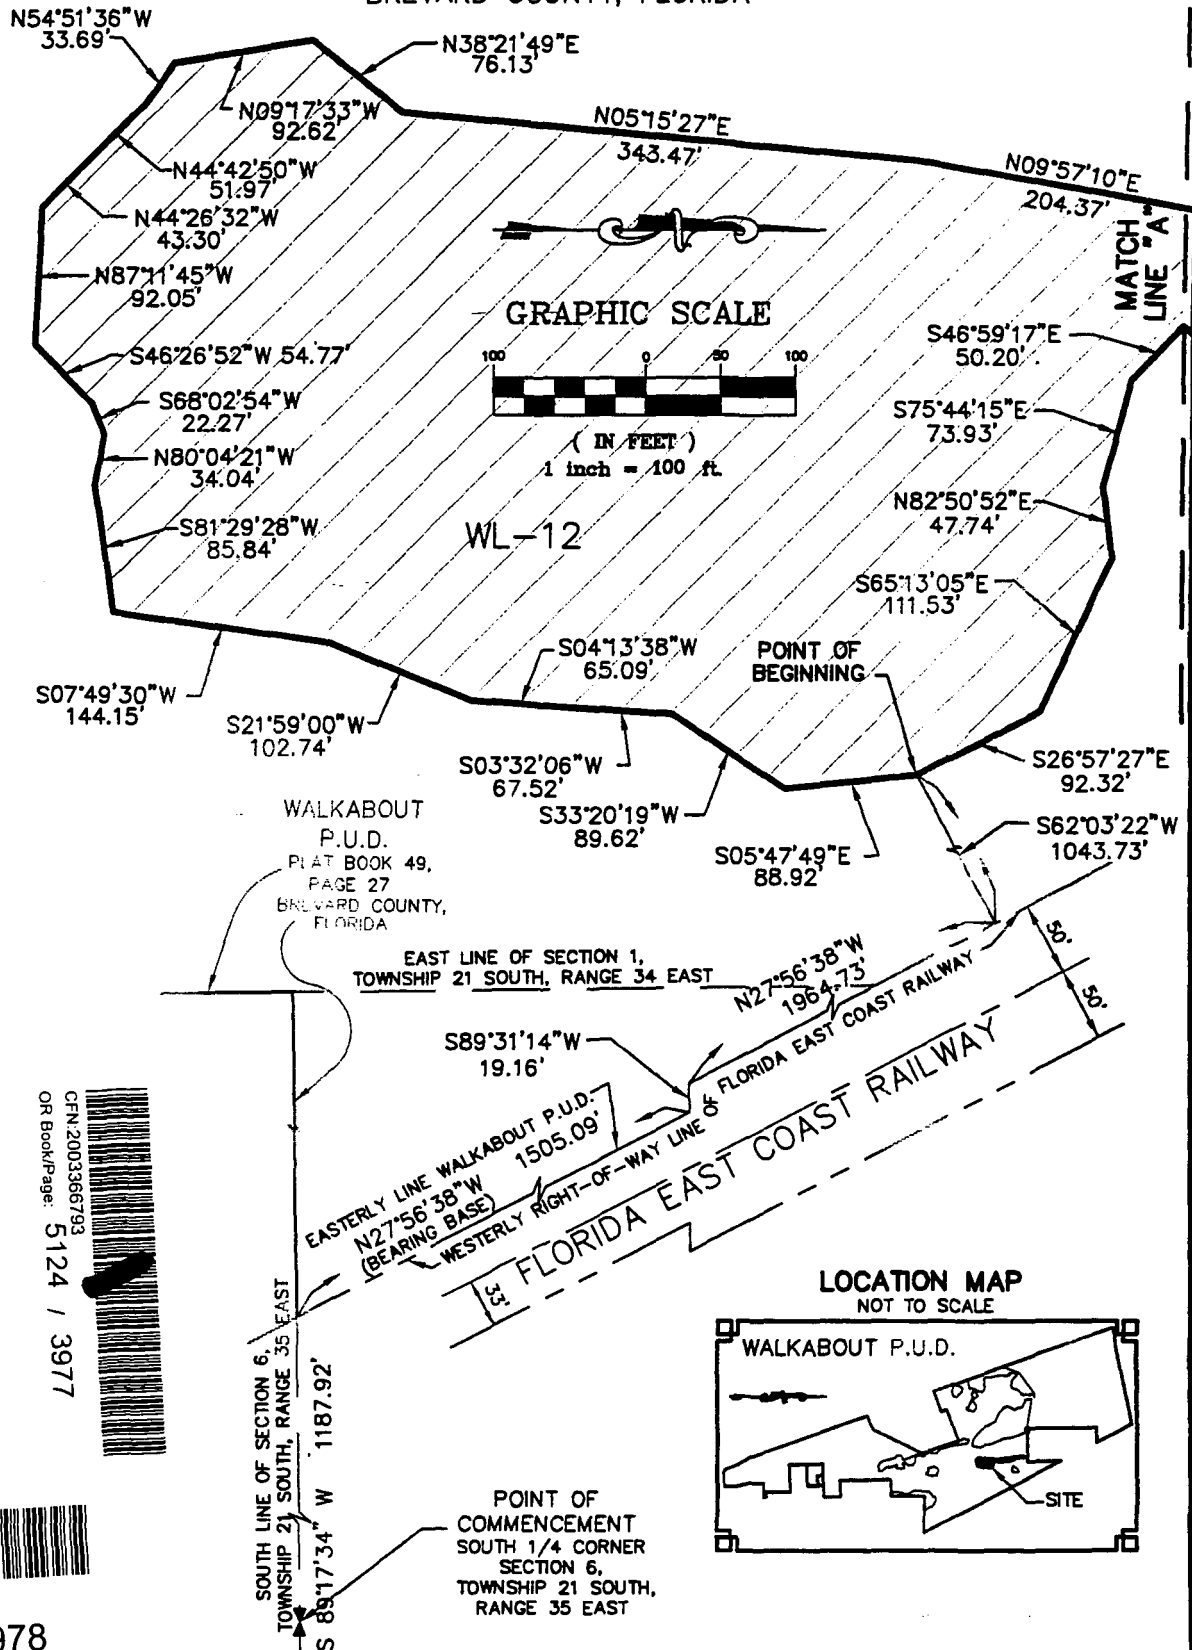 BREVARD COUNTY, FLORIDA
N54°51'36"W
33.69'
N38°21'49"E
76.13'
N09°17'33"W
92.62'
N05°15'27"E
343.47'
N09°57'10"E
204.37'
N44°42'50"W
51.97'
N44°26'32"W
43.30'
N87°11'45"W
92.05'
MATCH
LINE "A"
GRAPHIC SCALE
100 0 50 100
( IN FEET )
1 inch = 100 ft.
S46°26'52"W 54.77'
S46°59'17"E
50.20'
S68°02'54"W
22.27'
S75°44'15"E
73.93'
N80°04'21"W
34.04'
N82°50'52"E
47.74'
S81°29'28"W
85.84'
WL-12
S65°13'05"E
111.53'
S04°13'38"W
65.09'
POINT OF
BEGINNING
S07°49'30"W
144.15'
S21°59'00"W
102.74'
S03°32'06"W
67.52'
S26°57'27"E
92.32'
S33°20'19"W
89.62'
S05°47'49"E
88.92'
S62°03'22"W
1043.73'
WALKABOUT
P.U.D.
PLAT BOOK 49,
PAGE 27
BREVARD COUNTY,
FLORIDA
EAST LINE OF SECTION 1,
TOWNSHIP 21 SOUTH, RANGE 34 EAST
N27°56'38"W
1964.73'
50'
50'
S89°31'14"W
19.16'
EASTERLY LINE WALKABOUT P.U.D.
N27°56'38"W
1505.09'
(BEARING BASE)
WESTERLY RIGHT-OF-WAY LINE OF FLORIDA EAST COAST RAILWAY
FLORIDA EAST COAST RAILWAY
33'
CFN:2003366793
OR Book/Page: 5124 / 3977
SOUTH LINE OF SECTION 6,
TOWNSHIP 21 SOUTH, RANGE 35 EAST
S 89°17'34" W 1187.92'
LOCATION MAP
NOT TO SCALE
WALKABOUT P.U.D.
SITE
POINT OF
COMMENCEMENT
SOUTH 1/4 CORNER
SECTION 6,
TOWNSHIP 21 SOUTH,
RANGE 35 EAST
978